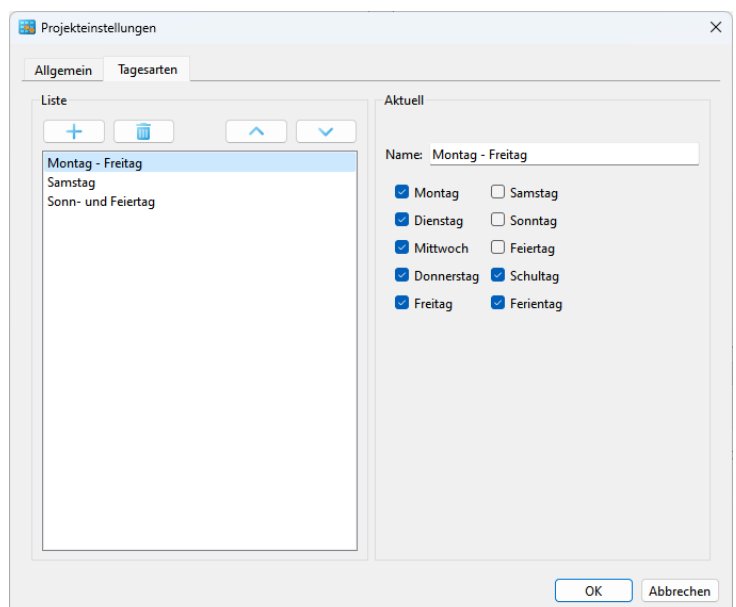 Projekteinstellungen
Allgemein Tagesarten
Liste
Montag - Freitag
Samstag
Sonn- und Feiertag
Aktuell
Name: Montag - Freitag
Montag Samstag
Dienstag Sonntag
Mittwoch Feiertag
Donnerstag Schultag
Freitag Ferientag
OK Abbrechen